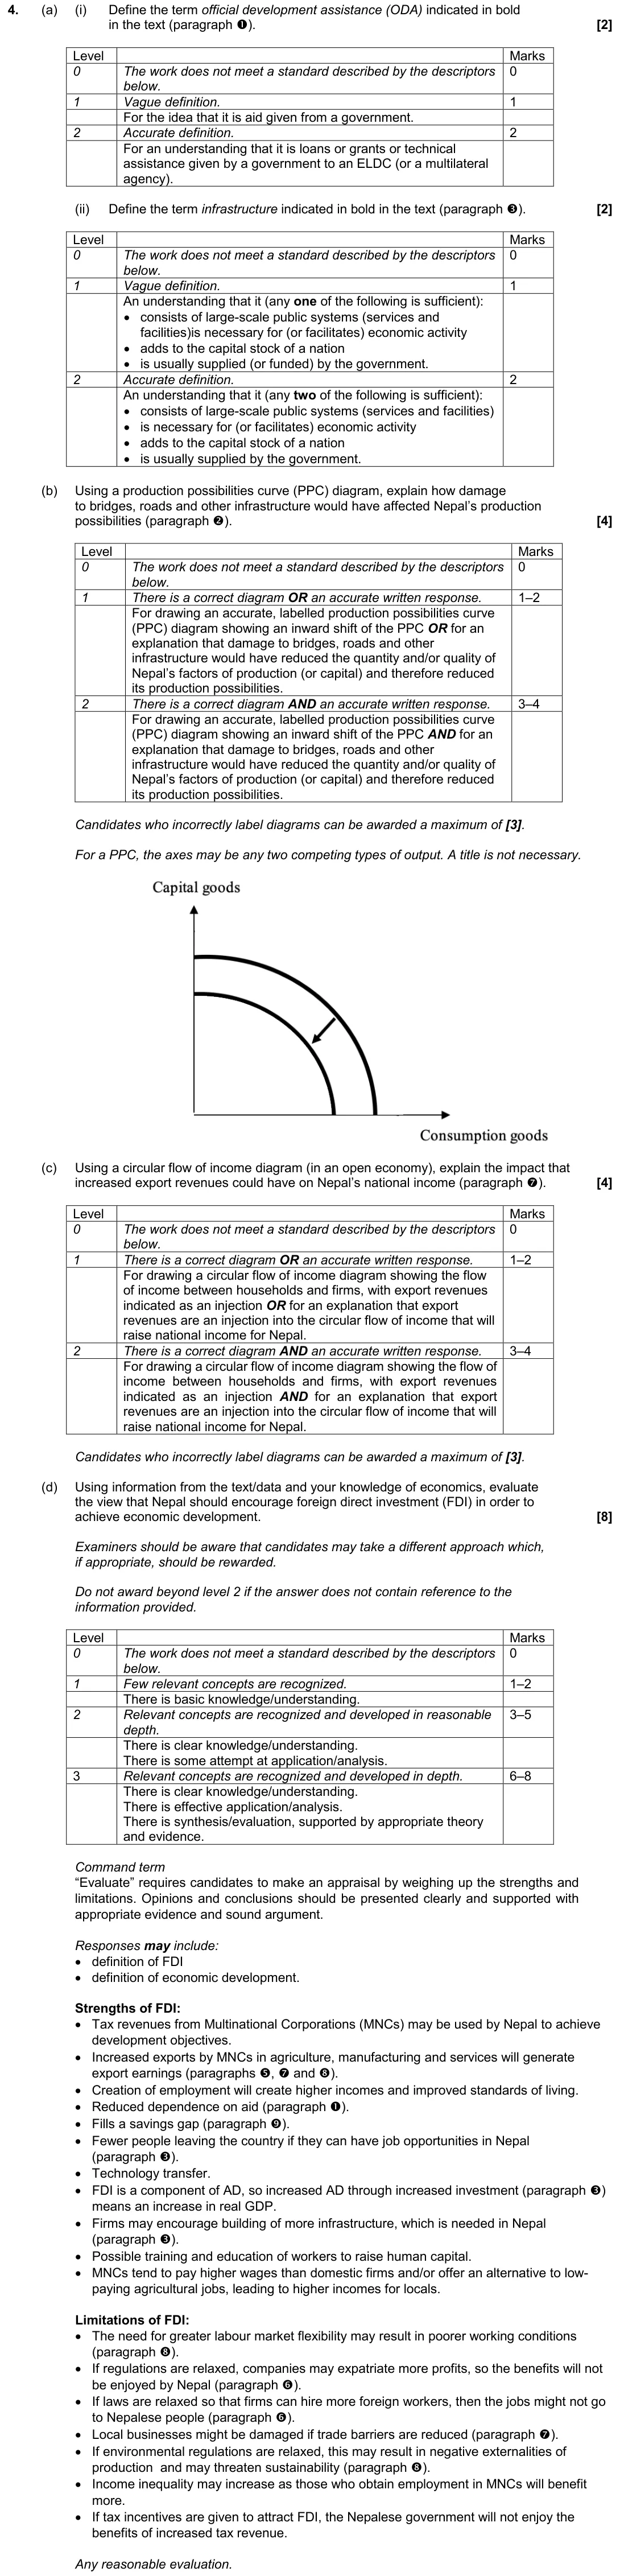 4. (a) (i) Define the term official development assistance (ODA) indicated in bold
in the text (paragraph ❶). [2]
Level Marks
0 The work does not meet a standard described by the descriptors 0
below.
1 Vague definition. 1
For the idea that it is aid given from a government.
2 Accurate definition. 2
For an understanding that it is loans or grants or technical
assistance given by a government to an ELDC (or a multilateral
agency).
(ii) Define the term infrastructure indicated in bold in the text (paragraph ❸). [2]
Level Marks
0 The work does not meet a standard described by the descriptors 0
below.
1 Vague definition. 1
An understanding that it (any one of the following is sufficient):
• consists of large-scale public systems (services and
facilities)is necessary for (or facilitates) economic activity
• adds to the capital stock of a nation
• is usually supplied (or funded) by the government.
2 Accurate definition. 2
An understanding that it (any two of the following is sufficient):
• consists of large-scale public systems (services and facilities)
• is necessary for (or facilitates) economic activity
• adds to the capital stock of a nation
• is usually supplied by the government.
(b) Using a production possibilities curve (PPC) diagram, explain how damage
to bridges, roads and other infrastructure would have affected Nepal's production
possibilities (paragraph ❷). [4]
Level Marks
0 The work does not meet a standard described by the descriptors 0
below.
1 There is a correct diagram OR an accurate written response. 1–2
For drawing an accurate, labelled production possibilities curve
(PPC) diagram showing an inward shift of the PPC OR for an
explanation that damage to bridges, roads and other
infrastructure would have reduced the quantity and/or quality of
Nepal's factors of production (or capital) and therefore reduced
its production possibilities.
2 There is a correct diagram AND an accurate written response. 3–4
For drawing an accurate, labelled production possibilities curve
(PPC) diagram showing an inward shift of the PPC AND for an
explanation that damage to bridges, roads and other
infrastructure would have reduced the quantity and/or quality of
Nepal's factors of production (or capital) and therefore reduced
its production possibilities.
Candidates who incorrectly label diagrams can be awarded a maximum of [3].
For a PPC, the axes may be any two competing types of output. A title is not necessary.
Capital goods
Consumption goods
(c) Using a circular flow of income diagram (in an open economy), explain the impact that
increased export revenues could have on Nepal's national income (paragraph ❼). [4]
Level Marks
0 The work does not meet a standard described by the descriptors 0
below.
1 There is a correct diagram OR an accurate written response. 1–2
For drawing a circular flow of income diagram showing the flow
of income between households and firms, with export revenues
indicated as an injection OR for an explanation that export
revenues are an injection into the circular flow of income that will
raise national income for Nepal.
2 There is a correct diagram AND an accurate written response. 3–4
For drawing a circular flow of income diagram showing the flow of
income between households and firms, with export revenues
indicated as an injection AND for an explanation that export
revenues are an injection into the circular flow of income that will
raise national income for Nepal.
Candidates who incorrectly label diagrams can be awarded a maximum of [3].
(d) Using information from the text/data and your knowledge of economics, evaluate
the view that Nepal should encourage foreign direct investment (FDI) in order to
achieve economic development. [8]
Examiners should be aware that candidates may take a different approach which,
if appropriate, should be rewarded.
Do not award beyond level 2 if the answer does not contain reference to the
information provided.
Level Marks
0 The work does not meet a standard described by the descriptors 0
below.
1 Few relevant concepts are recognized. 1–2
There is basic knowledge/understanding.
2 Relevant concepts are recognized and developed in reasonable 3–5
depth.
There is clear knowledge/understanding.
There is some attempt at application/analysis.
3 Relevant concepts are recognized and developed in depth. 6–8
There is clear knowledge/understanding.
There is effective application/analysis.
There is synthesis/evaluation, supported by appropriate theory
and evidence.
Command term
"Evaluate" requires candidates to make an appraisal by weighing up the strengths and
limitations. Opinions and conclusions should be presented clearly and supported with
appropriate evidence and sound argument.
Responses may include:
• definition of FDI
• definition of economic development.
Strengths of FDI:
• Tax revenues from Multinational Corporations (MNCs) may be used by Nepal to achieve
development objectives.
• Increased exports by MNCs in agriculture, manufacturing and services will generate
export earnings (paragraphs ❺, ❼ and ❽).
• Creation of employment will create higher incomes and improved standards of living.
• Reduced dependence on aid (paragraph ❶).
• Fills a savings gap (paragraph ❾).
• Fewer people leaving the country if they can have job opportunities in Nepal
(paragraph ❸).
• Technology transfer.
• FDI is a component of AD, so increased AD through increased investment (paragraph ❸)
means an increase in real GDP.
• Firms may encourage building of more infrastructure, which is needed in Nepal
(paragraph ❸).
• Possible training and education of workers to raise human capital.
• MNCs tend to pay higher wages than domestic firms and/or offer an alternative to low-
paying agricultural jobs, leading to higher incomes for locals.
Limitations of FDI:
• The need for greater labour market flexibility may result in poorer working conditions
(paragraph ❽).
• If regulations are relaxed, companies may expatriate more profits, so the benefits will not
be enjoyed by Nepal (paragraph ❻).
• If laws are relaxed so that firms can hire more foreign workers, then the jobs might not go
to Nepalese people (paragraph ❻).
• Local businesses might be damaged if trade barriers are reduced (paragraph ❼).
• If environmental regulations are relaxed, this may result in negative externalities of
production and may threaten sustainability (paragraph ❽).
• Income inequality may increase as those who obtain employment in MNCs will benefit
more.
• If tax incentives are given to attract FDI, the Nepalese government will not enjoy the
benefits of increased tax revenue.
Any reasonable evaluation.